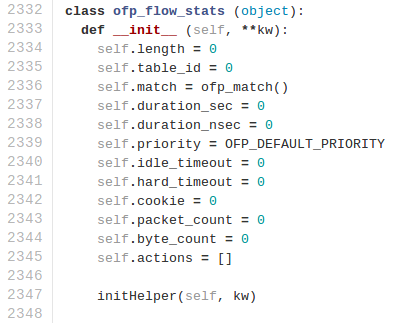 2332 class ofp_flow_stats (object):
2333   def __init__ (self, **kw):
2334     self.length = 0
2335     self.table_id = 0
2336     self.match = ofp_match()
2337     self.duration_sec = 0
2338     self.duration_nsec = 0
2339     self.priority = OFP_DEFAULT_PRIORITY
2340     self.idle_timeout = 0
2341     self.hard_timeout = 0
2342     self.cookie = 0
2343     self.packet_count = 0
2344     self.byte_count = 0
2345     self.actions = []
2346
2347     initHelper(self, kw)
2348